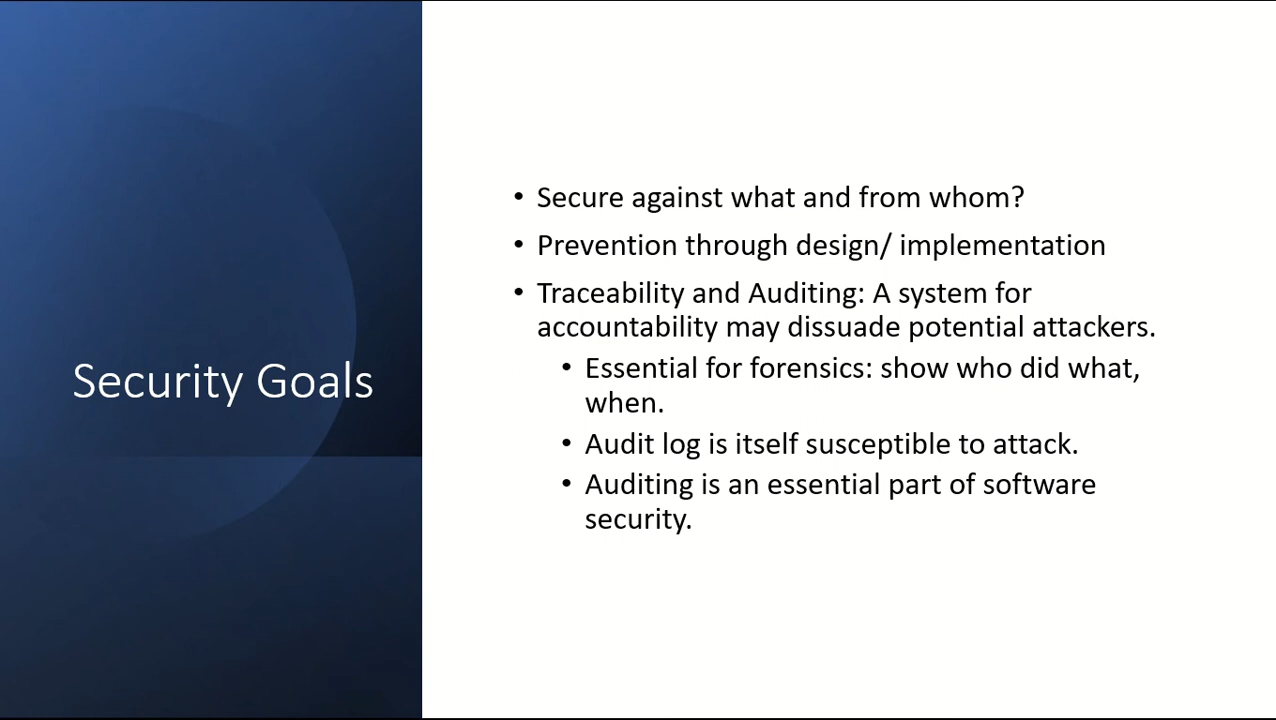 Security Goals
• Secure against what and from whom?
• Prevention through design/ implementation
• Traceability and Auditing: A system for
accountability may dissuade potential attackers.
• Essential for forensics: show who did what,
when.
• Audit log is itself susceptible to attack.
• Auditing is an essential part of software
security.